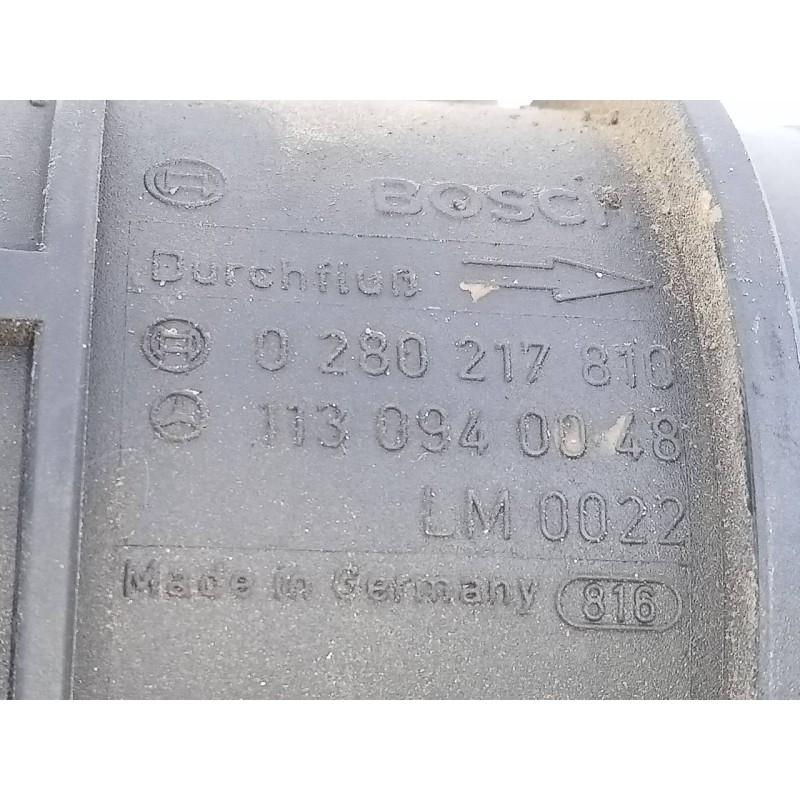 BOSCH
Durchfluß
0 280 217 810
113 094 00 48
LM 0022
Made in Germany 816